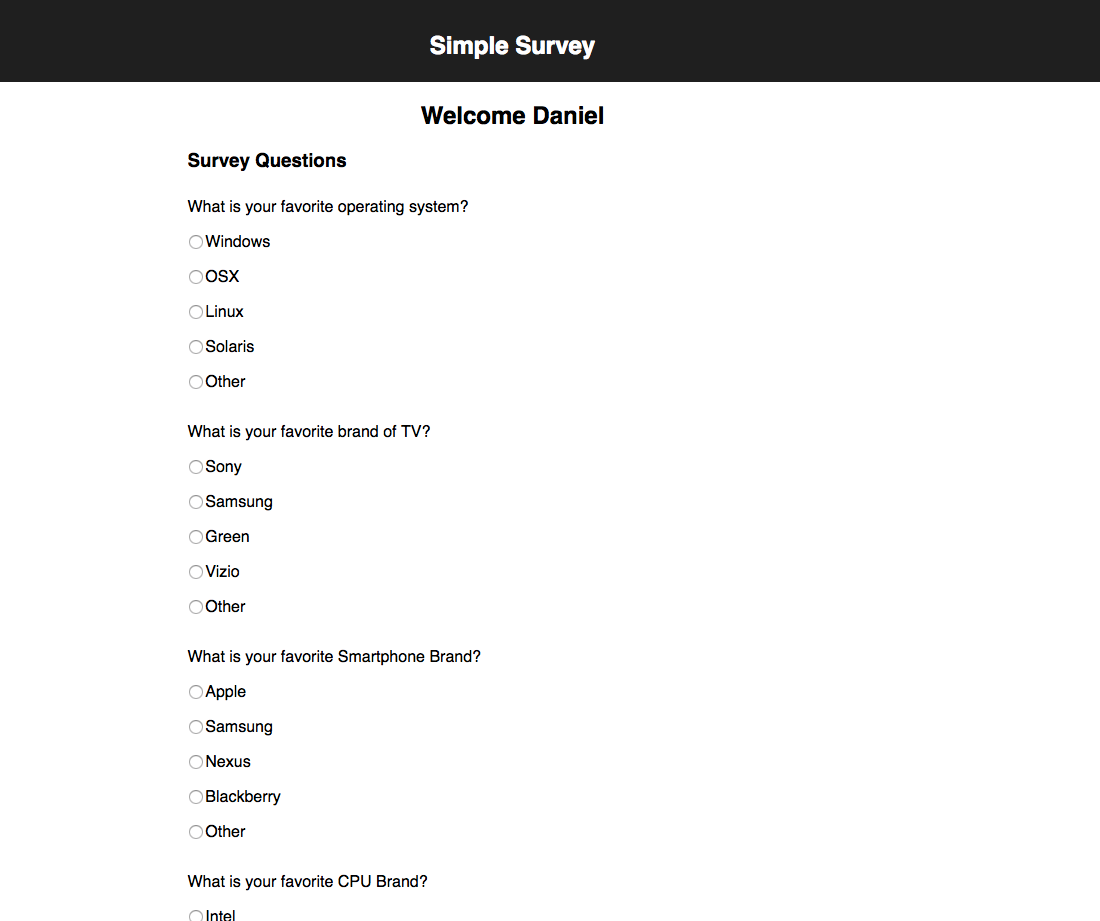 Simple Survey
Welcome Daniel
Survey Questions
What is your favorite operating system?
Windows
OSX
Linux
Solaris
Other
What is your favorite brand of TV?
Sony
Samsung
Green
Vizio
Other
What is your favorite Smartphone Brand?
Apple
Samsung
Nexus
Blackberry
Other
What is your favorite CPU Brand?
Intel